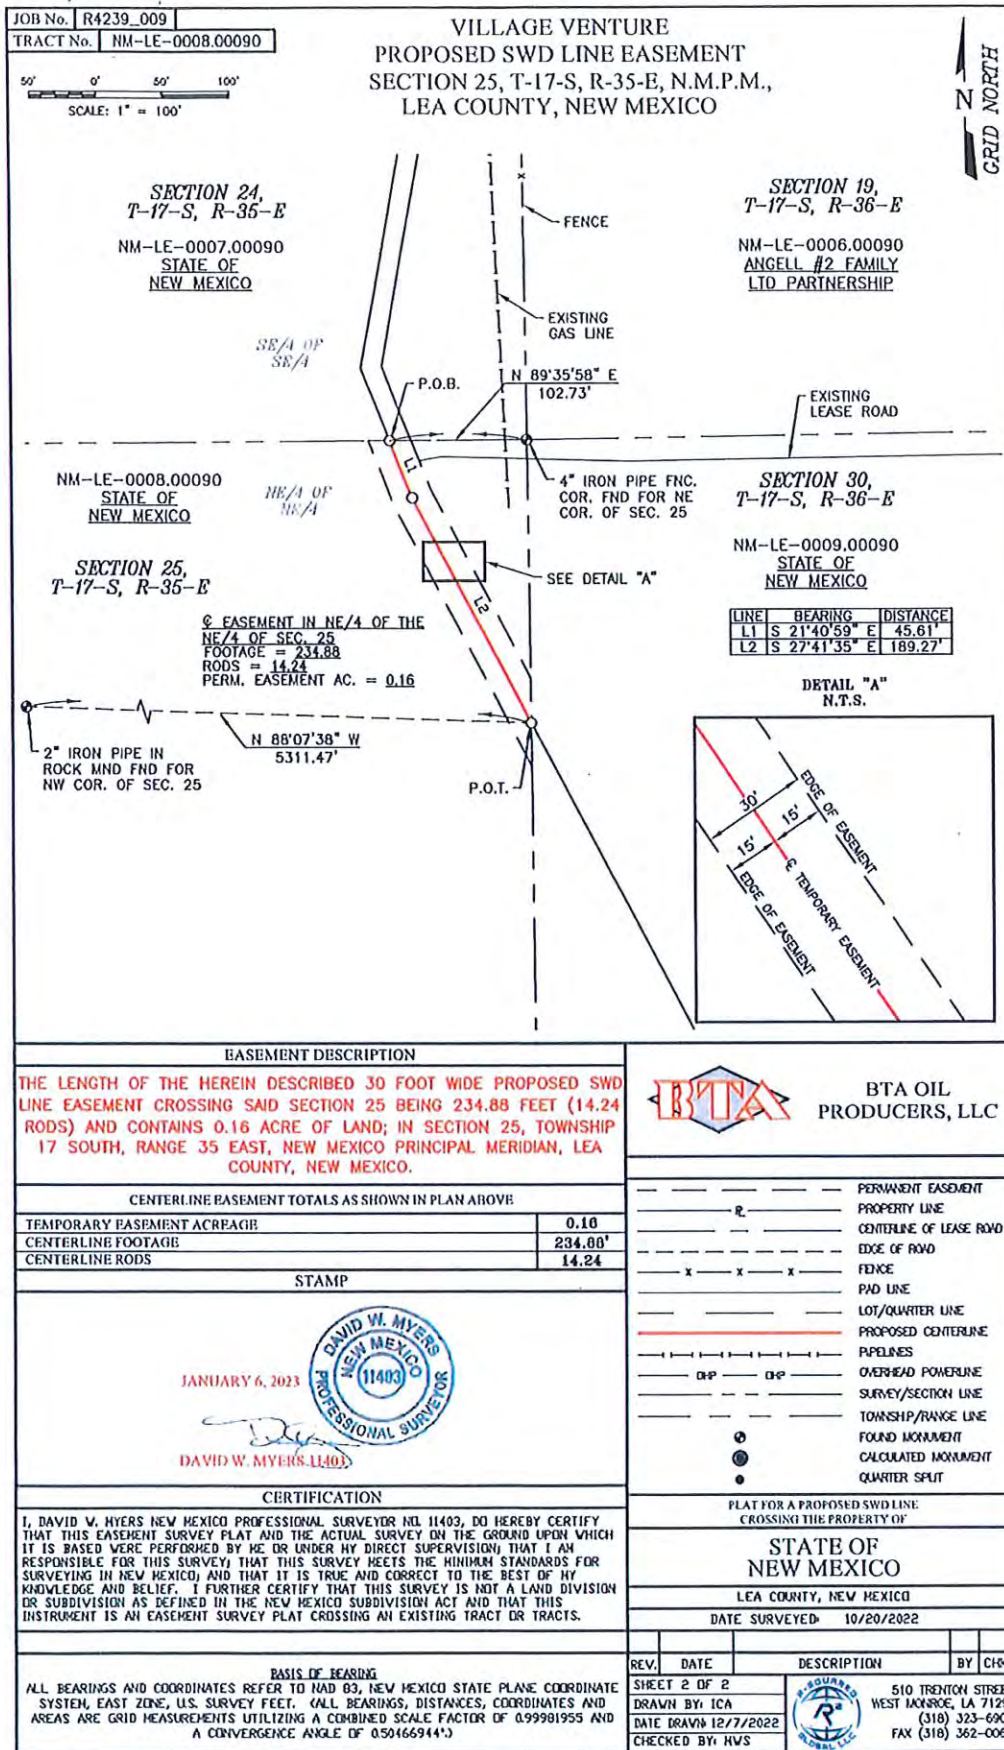 JOB No. R4239_009
TRACT No. NM-LE-0008.00090
VILLAGE VENTURE
PROPOSED SWD LINE EASEMENT
SECTION 25, T-17-S, R-35-E, N.M.P.M.,
LEA COUNTY, NEW MEXICO
50' 0' 50' 100'
SCALE: 1" = 100'
N
GRID NORTH
SECTION 24,
T-17-S, R-35-E
NM-LE-0007.00090
STATE OF
NEW MEXICO
SE/4 OF
SE/4
FENCE
EXISTING
GAS LINE
SECTION 19,
T-17-S, R-36-E
NM-LE-0006.00090
ANGELL #2 FAMILY
LTD PARTNERSHIP
P.O.B.
N 89°35'58" E
102.73'
EXISTING
LEASE ROAD
NM-LE-0008.00090
STATE OF
NEW MEXICO
NE/4 OF
NE/4
L1
4" IRON PIPE FNC.
COR. FND FOR NE
COR. OF SEC. 25
SECTION 30,
T-17-S, R-36-E
SECTION 25,
T-17-S, R-35-E
SEE DETAIL "A"
L2
NM-LE-0009.00090
STATE OF
NEW MEXICO
LINE BEARING DISTANCE
L1 S 21°40'59" E 45.61'
L2 S 27°41'35" E 189.27'
℄ EASEMENT IN NE/4 OF THE
NE/4 OF SEC. 25
FOOTAGE = 234.88
RODS = 14.24
PERM. EASEMENT AC. = 0.16
2" IRON PIPE IN
ROCK MND FND FOR
NW COR. OF SEC. 25
N 88°07'38" W
5311.47'
P.O.T.
DETAIL "A"
N.T.S.
30'
15'
15'
EDGE OF EASEMENT
℄ TEMPORARY EASEMENT
EDGE OF EASEMENT
EASEMENT DESCRIPTION
THE LENGTH OF THE HEREIN DESCRIBED 30 FOOT WIDE PROPOSED SWD
LINE EASEMENT CROSSING SAID SECTION 25 BEING 234.88 FEET (14.24
RODS) AND CONTAINS 0.16 ACRE OF LAND; IN SECTION 25, TOWNSHIP
17 SOUTH, RANGE 35 EAST, NEW MEXICO PRINCIPAL MERIDIAN, LEA
COUNTY, NEW MEXICO.
CENTERLINE EASEMENT TOTALS AS SHOWN IN PLAN ABOVE
TEMPORARY EASEMENT ACREAGE 0.16
CENTERLINE FOOTAGE 234.88'
CENTERLINE RODS 14.24
STAMP
DAVID W. MYERS
NEW MEXICO
11403
PROFESSIONAL SURVEYOR
JANUARY 6, 2023
DAVID W. MYERS 11403
CERTIFICATION
I, DAVID W. MYERS NEW MEXICO PROFESSIONAL SURVEYOR NO. 11403, DO HEREBY CERTIFY
THAT THIS EASEMENT SURVEY PLAT AND THE ACTUAL SURVEY ON THE GROUND UPON WHICH
IT IS BASED WERE PERFORMED BY ME OR UNDER MY DIRECT SUPERVISION; THAT I AM
RESPONSIBLE FOR THIS SURVEY; THAT THIS SURVEY MEETS THE MINIMUM STANDARDS FOR
SURVEYING IN NEW MEXICO; AND THAT IT IS TRUE AND CORRECT TO THE BEST OF MY
KNOWLEDGE AND BELIEF. I FURTHER CERTIFY THAT THIS SURVEY IS NOT A LAND DIVISION
OR SUBDIVISION AS DEFINED IN THE NEW MEXICO SUBDIVISION ACT AND THAT THIS
INSTRUMENT IS AN EASEMENT SURVEY PLAT CROSSING AN EXISTING TRACT OR TRACTS.
BASIS OF BEARING
ALL BEARINGS AND COORDINATES REFER TO NAD 83, NEW MEXICO STATE PLANE COORDINATE
SYSTEM, EAST ZONE, U.S. SURVEY FEET. (ALL BEARINGS, DISTANCES, COORDINATES AND
AREAS ARE GRID MEASUREMENTS UTILIZING A COMBINED SCALE FACTOR OF 0.99981955 AND
A CONVERGENCE ANGLE OF 0.50466944°.)
BTA
BTA OIL
PRODUCERS, LLC
PERMANENT EASEMENT
PROPERTY LINE
CENTERLINE OF LEASE ROAD
EDGE OF ROAD
X X X FENCE
PAD LINE
LOT/QUARTER LINE
PROPOSED CENTERLINE
PIPELINES
OHP OHP OVERHEAD POWERLINE
SURVEY/SECTION LINE
TOWNSHIP/RANGE LINE
FOUND MONUMENT
CALCULATED MONUMENT
QUARTER SPLIT
PLAT FOR A PROPOSED SWD LINE
CROSSING THE PROPERTY OF
STATE OF
NEW MEXICO
LEA COUNTY, NEW MEXICO
DATE SURVEYED: 10/20/2022
REV. DATE DESCRIPTION BY CH
SHEET 2 OF 2
DRAWN BY: ICA
DATE DRAWN 12/7/2022
CHECKED BY: HWS
R-SQUARED
R²
GLOBAL, LLC
510 TRENTON STREE
WEST MONROE, LA 712
(318) 323-690
FAX (318) 362-00